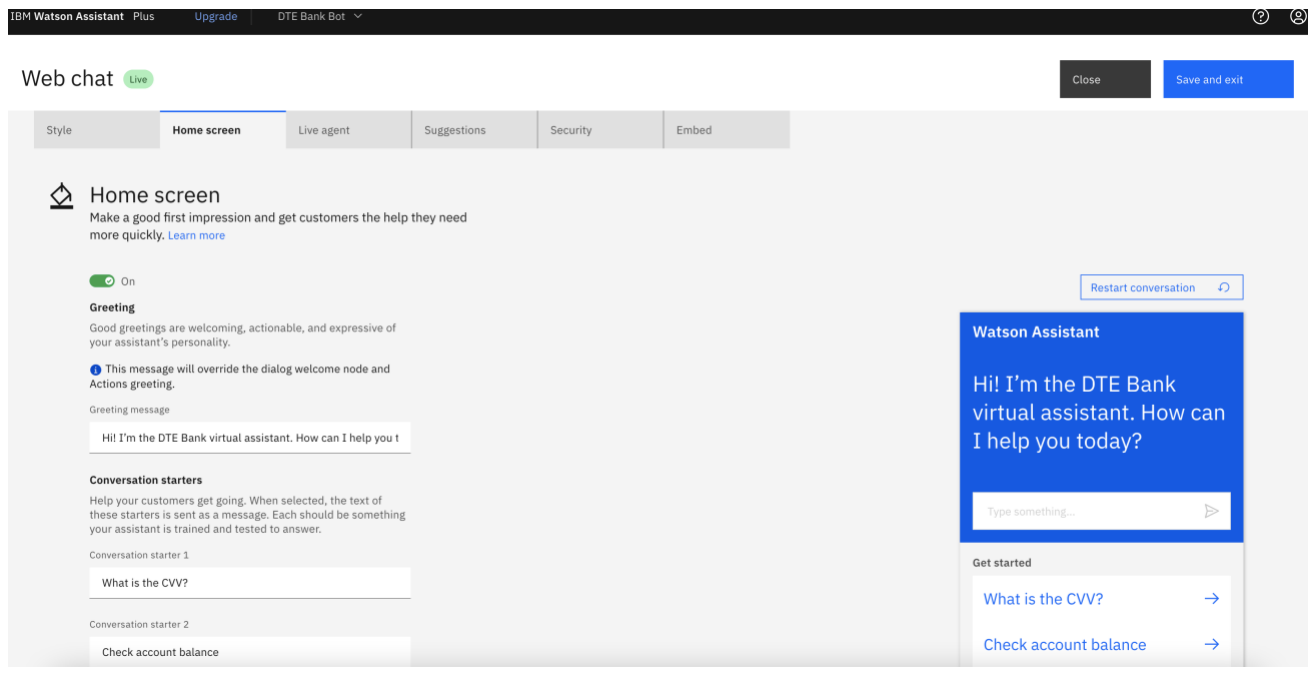 IBM Watson Assistant Plus Upgrade DTE Bank Bot
Web chat Live
Close Save and exit
Style Home screen Live agent Suggestions Security Embed
Home screen
Make a good first impression and get customers the help they need
more quickly. Learn more
On
Greeting
Good greetings are welcoming, actionable, and expressive of
your assistant's personality.
This message will override the dialog welcome node and
Actions greeting.
Greeting message
Hi! I'm the DTE Bank virtual assistant. How can I help you t
Conversation starters
Help your customers get going. When selected, the text of
these starters is sent as a message. Each should be something
your assistant is trained and tested to answer.
Conversation starter 1
What is the CVV?
Conversation starter 2
Check account balance
Restart conversation
Watson Assistant
Hi! I'm the DTE Bank
virtual assistant. How can
I help you today?
Type something...
Get started
What is the CVV?
Check account balance